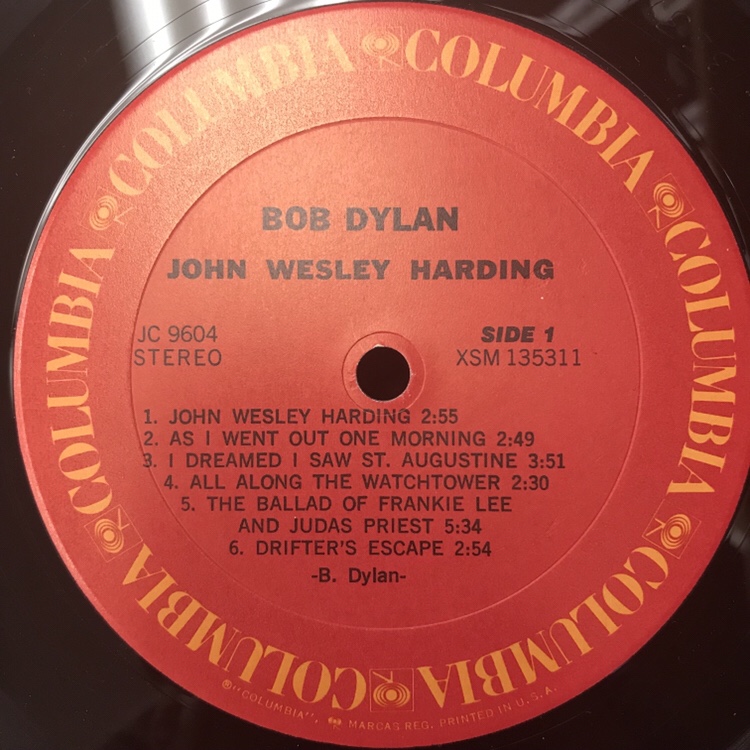 COLUMBIA COLUMBIA COLUMBIA COLUMBIA COLUMBIA COLUMBIA COLUMBIA COLUMBIA
BOB DYLAN
JOHN WESLEY HARDING
JC 9604
STEREO
SIDE 1
XSM 135311
1. JOHN WESLEY HARDING 2:55
2. AS I WENT OUT ONE MORNING 2:49
3. I DREAMED I SAW ST. AUGUSTINE 3:51
4. ALL ALONG THE WATCHTOWER 2:30
5. THE BALLAD OF FRANKIE LEE
AND JUDAS PRIEST 5:34
6. DRIFTER'S ESCAPE 2:54
-B. Dylan-
®"COLUMBIA", MARCAS REG. PRINTED IN U.S.A.